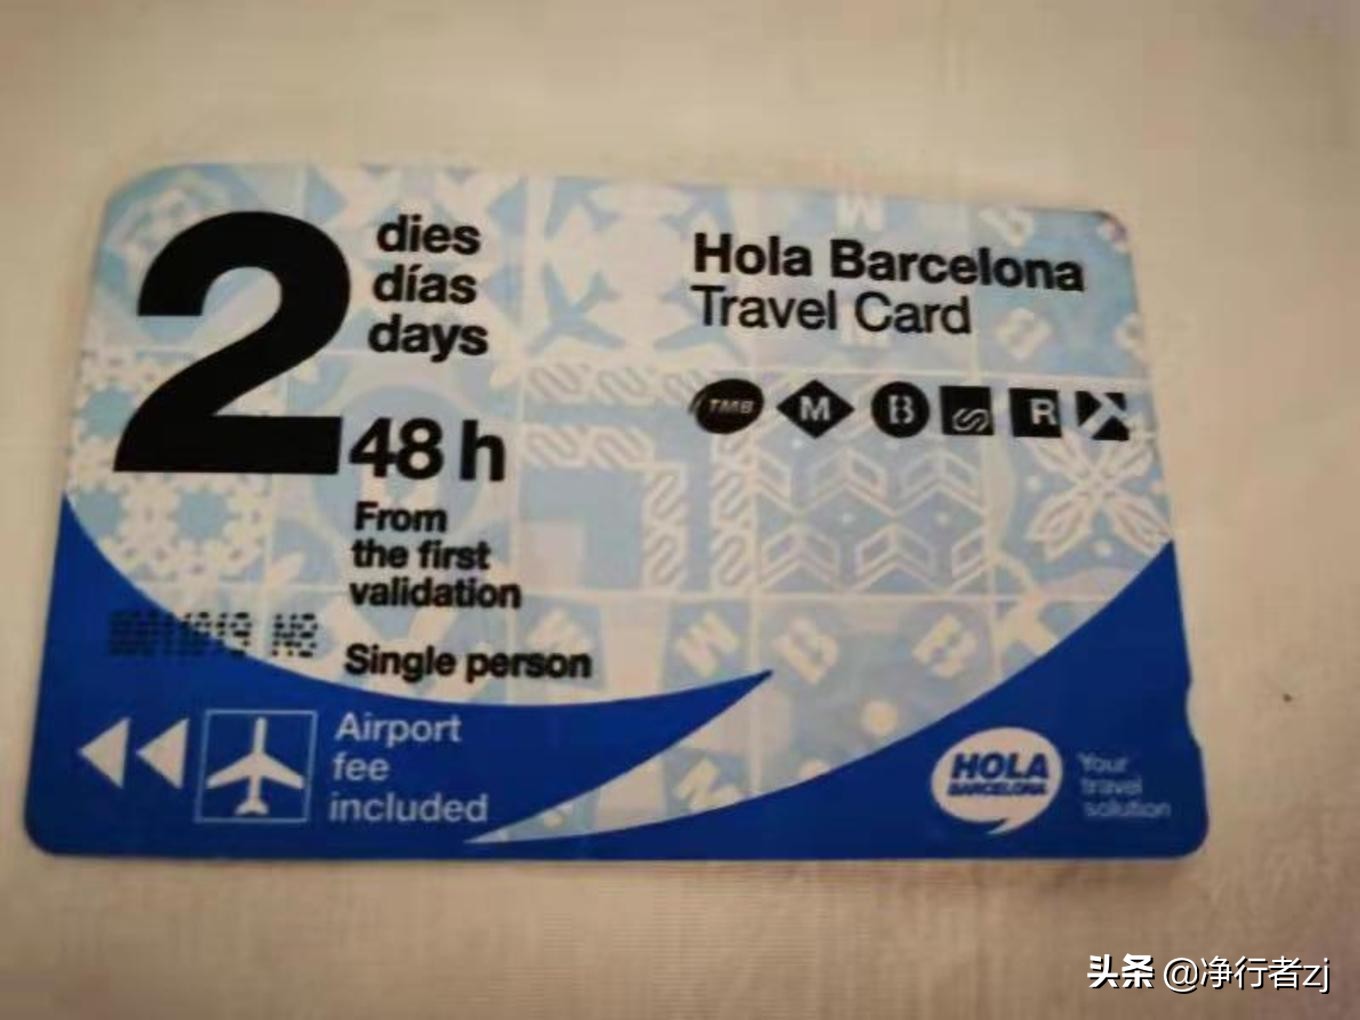 2
dies
días
days
48 h
From
the first
validation
Single person
Airport
fee
included
Hola Barcelona
Travel Card
TMB
M
B
R
HOLA
BARCELONA
Your
travel
solution
头条 @净行者zj